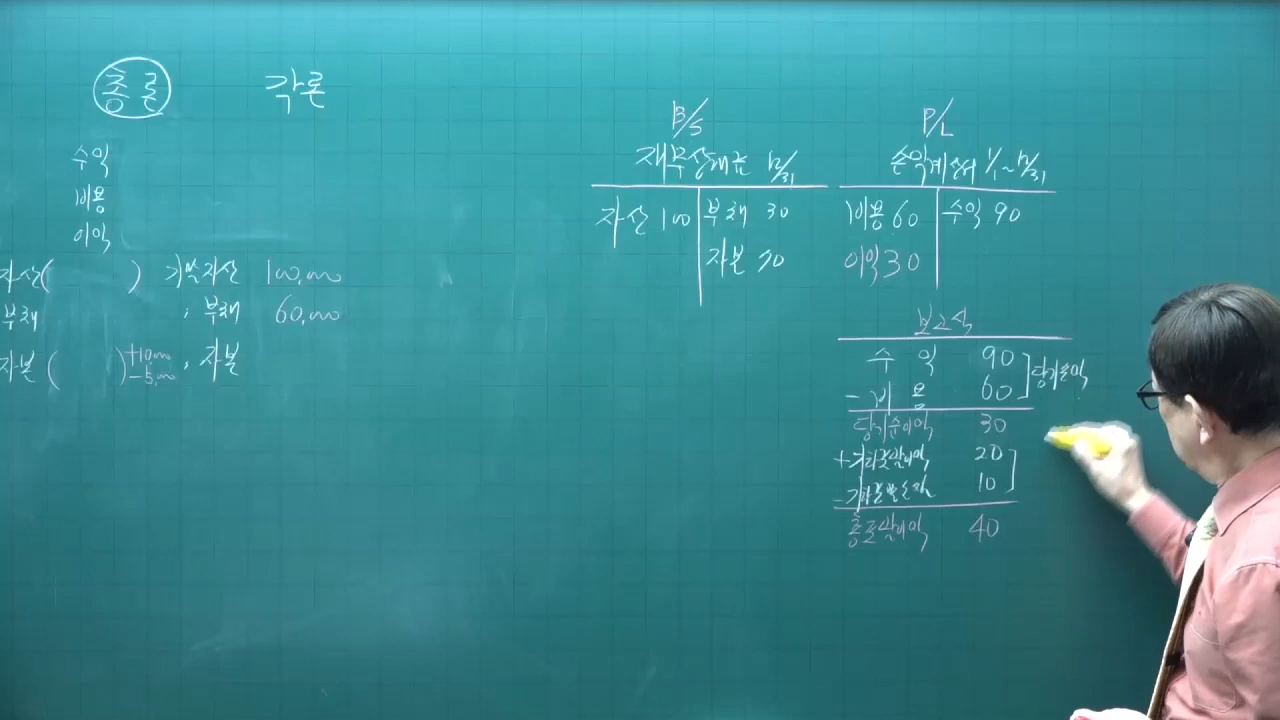 총론 각론
수익
비용
이익
자산( ) 기말자산 100,000
부채 , 부채 60,000
자본 ( ) +10,000 -5,000 , 자본
B/S
재무상태표 12/31
자산 100 부채 30
자본 70
P/L
손익계산서 1/1~12/31
비용 60 수익 90
이익 30
보고식
수 익 90
- 비 용 60
당기손익
당기순이익 30
+기타포괄이익 20
-기타포괄손실 10
총포괄이익 40